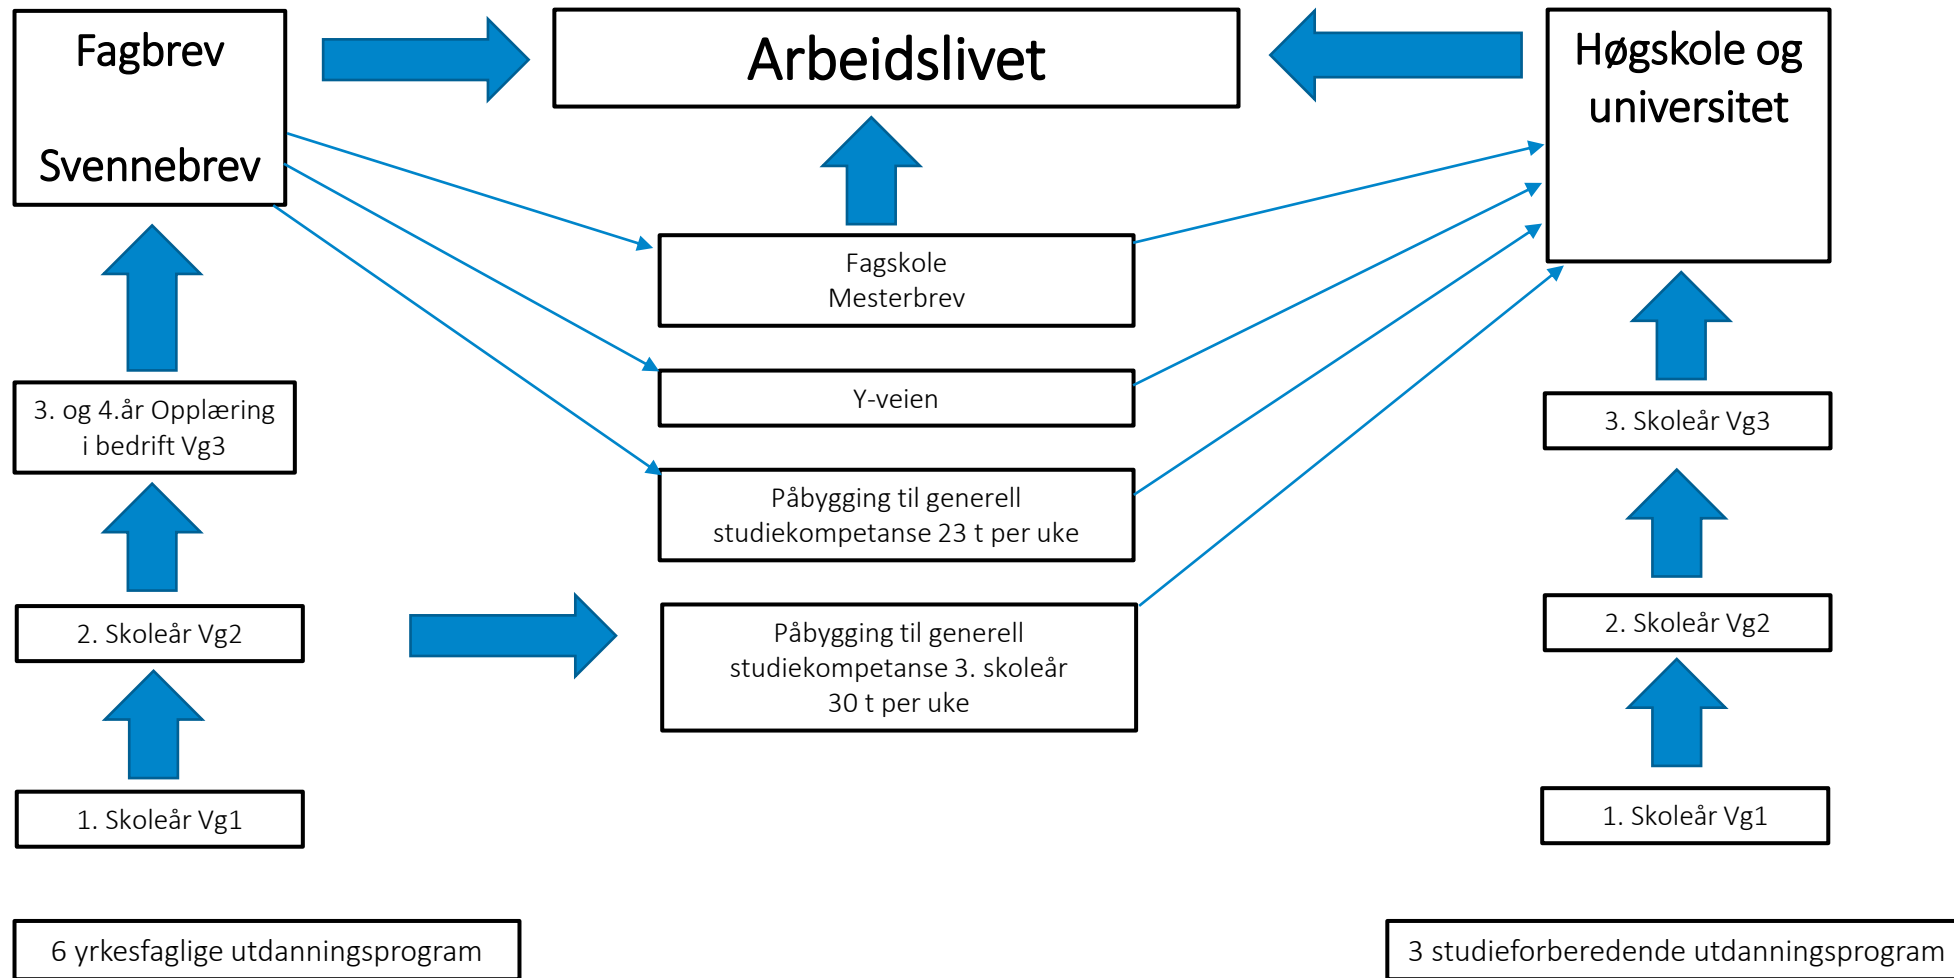 Fagbrev
Svennebrev
Arbeidslivet
Høgskole og
universitet
Fagskole
Mesterbrev
Y-veien
Påbygging til generell
studiekompetanse 23 t per uke
Påbygging til generell
studiekompetanse 3. skoleår
30 t per uke
3. og 4.år Opplæring
i bedrift Vg3
2. Skoleår Vg2
1. Skoleår Vg1
3. Skoleår Vg3
2. Skoleår Vg2
1. Skoleår Vg1
6 yrkesfaglige utdanningsprogram
3 studieforberedende utdanningsprogram